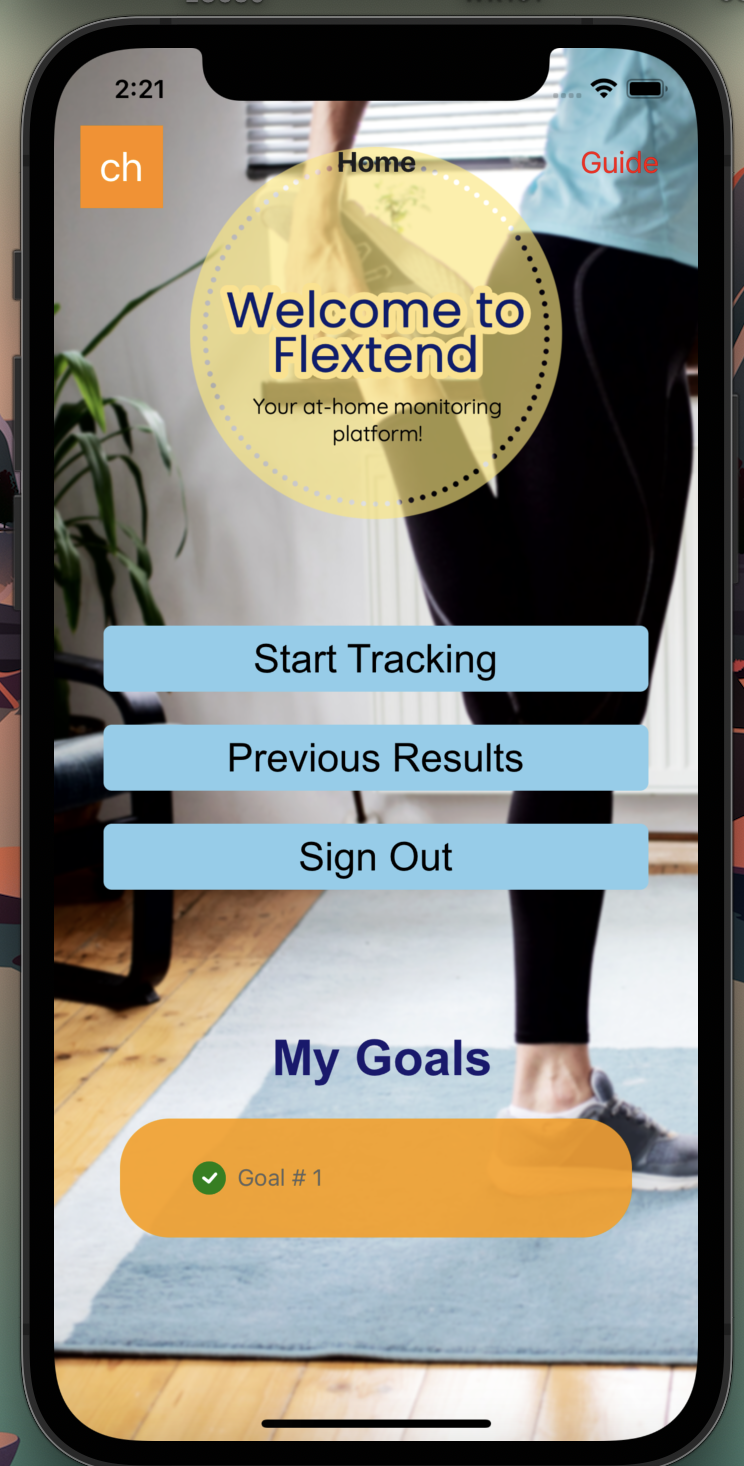 2:21
ch
Home
Guide
Welcome to
Flextend
Your at-home monitoring
platform!
Start Tracking
Previous Results
Sign Out
My Goals
Goal # 1